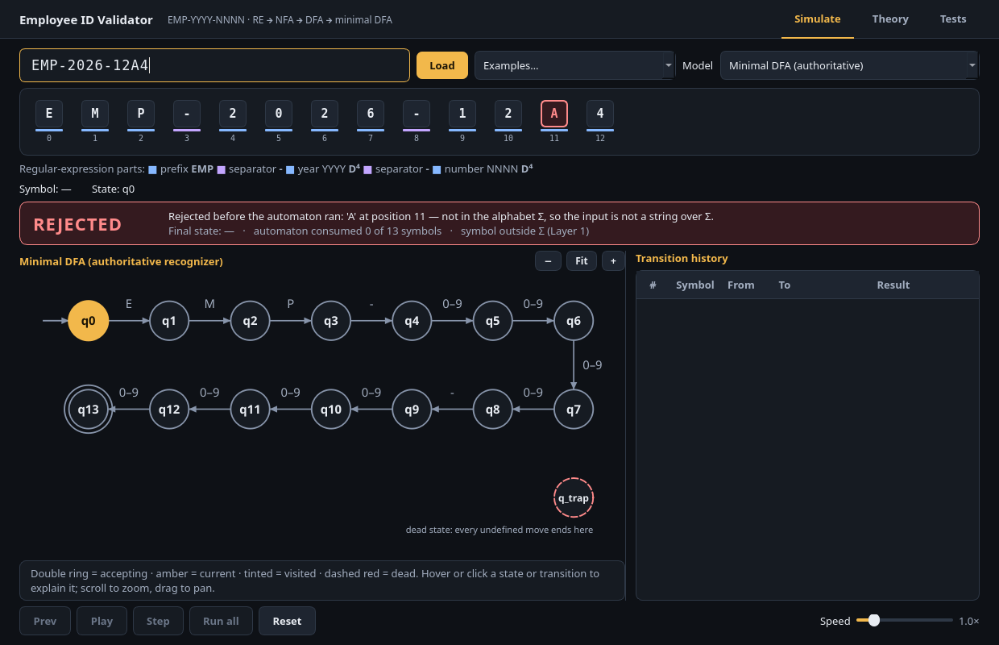 Employee ID Validator EMP-YYYY-NNNN · RE → NFA → DFA → minimal DFA Simulate Theory Tests
EMP-2026-12A4 Load Examples... Model Minimal DFA (authoritative)
E M P - 2 0 2 6 - 1 2 A 4
0 1 2 3 4 5 6 7 8 9 10 11 12
Regular-expression parts: prefix EMP separator - year YYYY D⁴ separator - number NNNN D⁴
Symbol: — State: q0
REJECTED
Rejected before the automaton ran: 'A' at position 11 — not in the alphabet Σ, so the input is not a string over Σ.
Final state: — · automaton consumed 0 of 13 symbols · symbol outside Σ (Layer 1)
Minimal DFA (authoritative recognizer) − Fit +
E M P - 0–9 0–9
q0 q1 q2 q3 q4 q5 q6
0–9
0–9 0–9 0–9 0–9 - 0–9
q13 q12 q11 q10 q9 q8 q7
q_trap
dead state: every undefined move ends here
Double ring = accepting · amber = current · tinted = visited · dashed red = dead. Hover or click a state or transition to
explain it; scroll to zoom, drag to pan.
Transition history
# Symbol From To Result
Prev Play Step Run all Reset Speed 1.0×